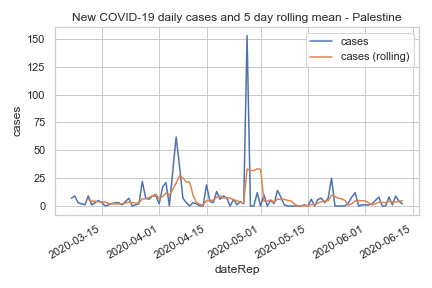 New COVID-19 daily cases and 5 day rolling mean - Palestine
cases
cases (rolling)
150
125
100
75
50
25
0
cases
2020-03-15
2020-04-01
2020-04-15
2020-05-01
2020-05-15
2020-06-01
2020-06-15
dateRep